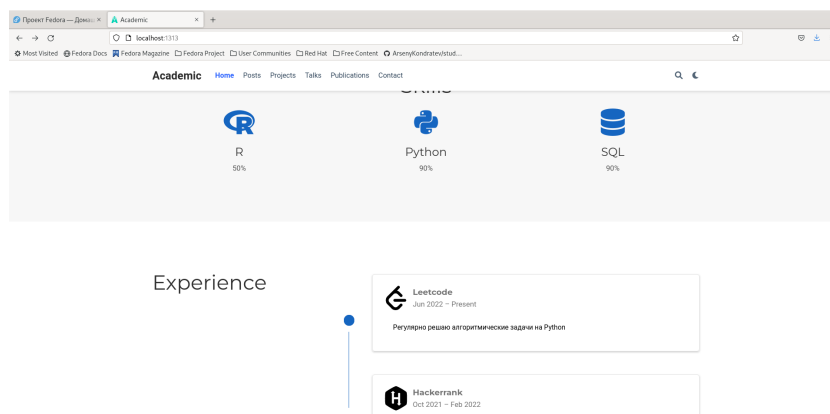 Проект Fedora — Домаш
Academic
localhost:1313
Most Visited Fedora Docs Fedora Magazine Fedora Project User Communities Red Hat Free Content ArsenyKondratev/stud...
Academic Home Posts Projects Talks Publications Contact
Skills
R Python SQL
50% 90% 90%
Experience
Leetcode
Jun 2022 – Present
Регулярно решаю алгоритмические задачи на Python
Hackerrank
Oct 2021 – Feb 2022